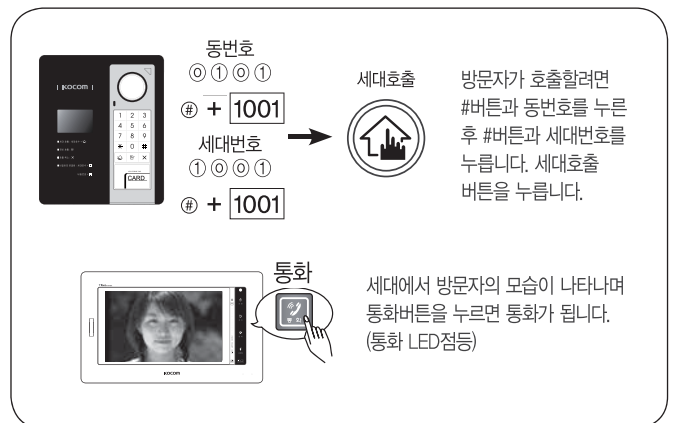 동번호
⓪①⓪①
# + 1001
세대번호
①⓪⓪①
# + 1001
KOCOM
1 2 3
4 5 6
7 8 9
* 0 #
CARD
세대호출
방문자가 호출할려면
#버튼과 동번호를 누른
후 #버튼과 세대번호를
누릅니다. 세대호출
버튼을 누릅니다.
통화
통 화
KOCOM
세대에서 방문자의 모습이 나타나며
통화버튼을 누르면 통화가 됩니다.
(통화 LED점등)